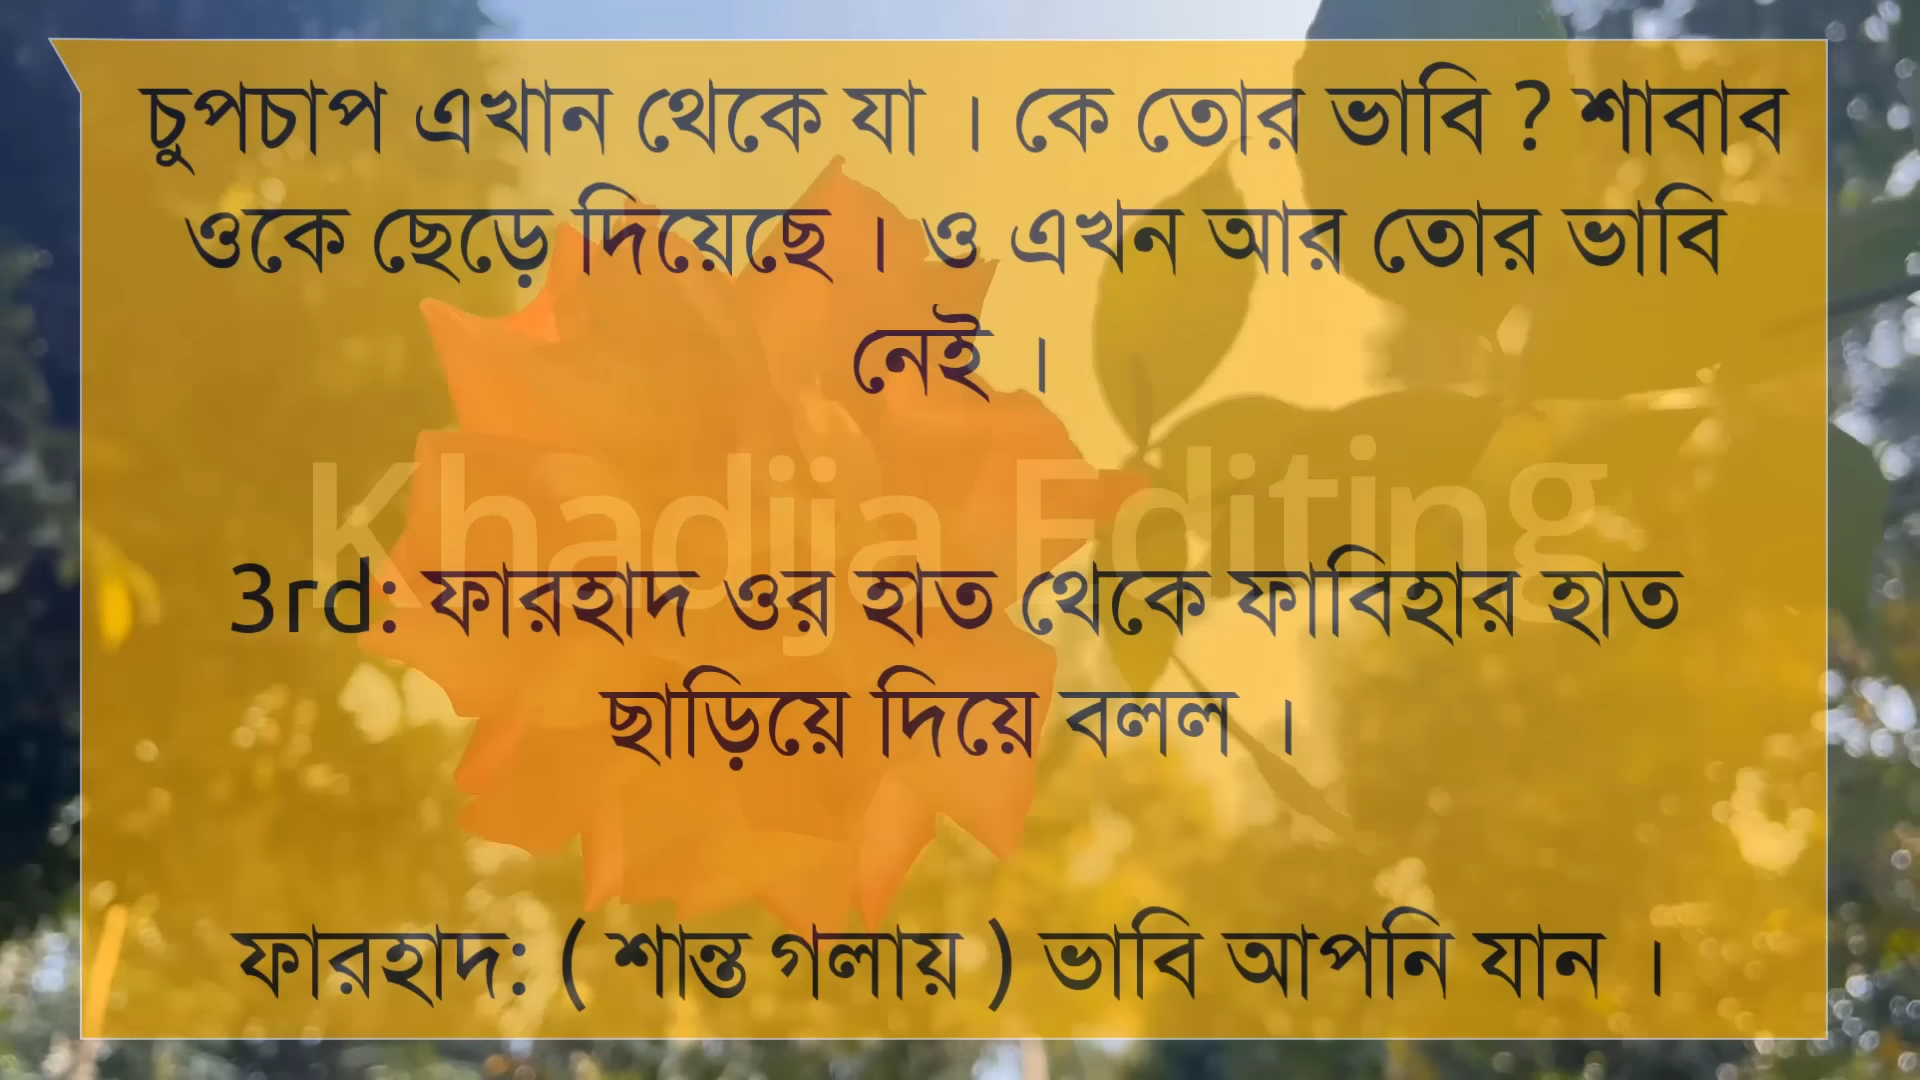 চুপচাপ এখান থেকে যা । কে তোর ভাবি ? শাবাব
ওকে ছেড়ে দিয়েছে । ও এখন আর তোর ভাবি
নেই ।
Khadija Editing
3rd: ফারহাদ ওর হাত থেকে ফাবিহার হাত
ছাড়িয়ে দিয়ে বলল ।
ফারহাদ: ( শান্ত গলায় ) ভাবি আপনি যান ।